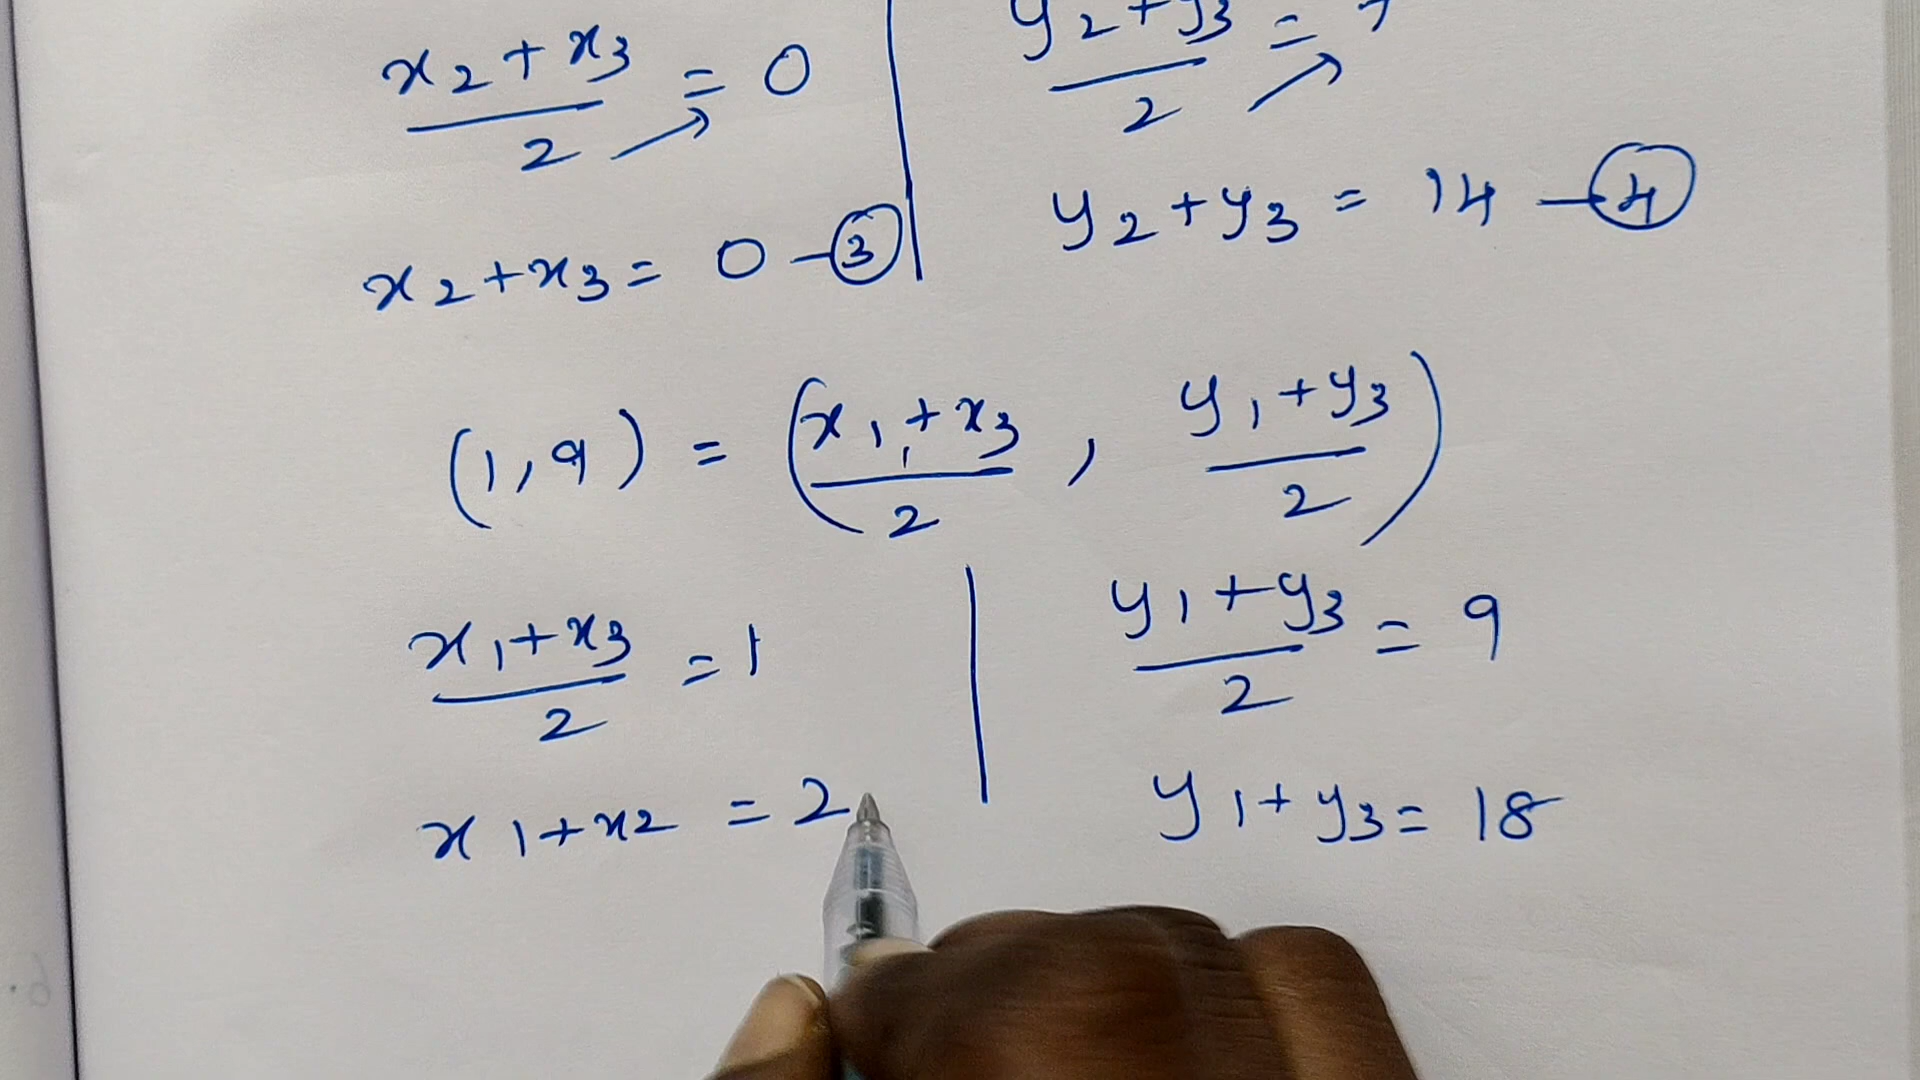 x₂ + x₃ / 2 = 0 y₂ + y₃ / 2 =
x₂ + x₃ = 0 – ③ y₂ + y₃ = 14 – ④
(1, 9) = (x₁ + x₃ / 2, y₁ + y₃ / 2)
x₁ + x₃ / 2 = 1 y₁ + y₃ / 2 = 9
x₁ + x₂ = 2 y₁ + y₃ = 18